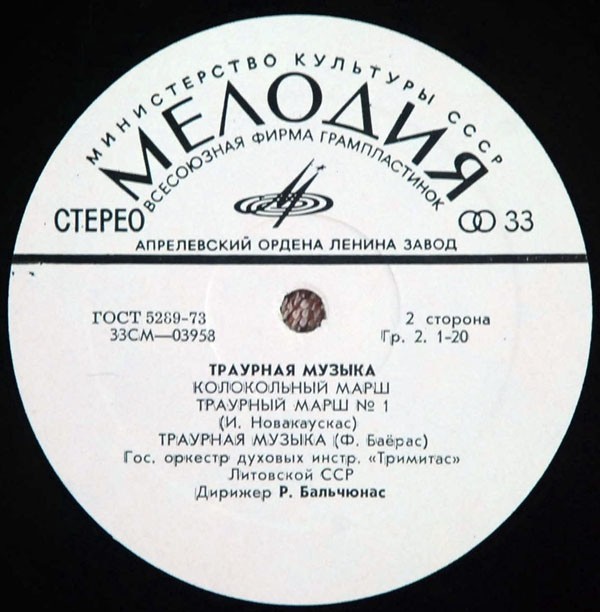 МИНИСТЕРСТВО КУЛЬТУРЫ СССР
МЕЛОДИЯ
ВСЕСОЮЗНАЯ ФИРМА ГРАМПЛАСТИНОК
СТЕРЕО
33
АПРЕЛЕВСКИЙ ОРДЕНА ЛЕНИНА ЗАВОД
ГОСТ 5289-73
2 сторона
33СМ—03958
Гр. 2. 1-20
ТРАУРНАЯ МУЗЫКА
КОЛОКОЛЬНЫЙ МАРШ
ТРАУРНЫЙ МАРШ № 1
(И. Новакаускас)
ТРАУРНАЯ МУЗЫКА (Ф. Баёрас)
Гос. оркестр духовых инстр. «Тримитас»
Литовской ССР
Дирижер Р. Бальчюнас